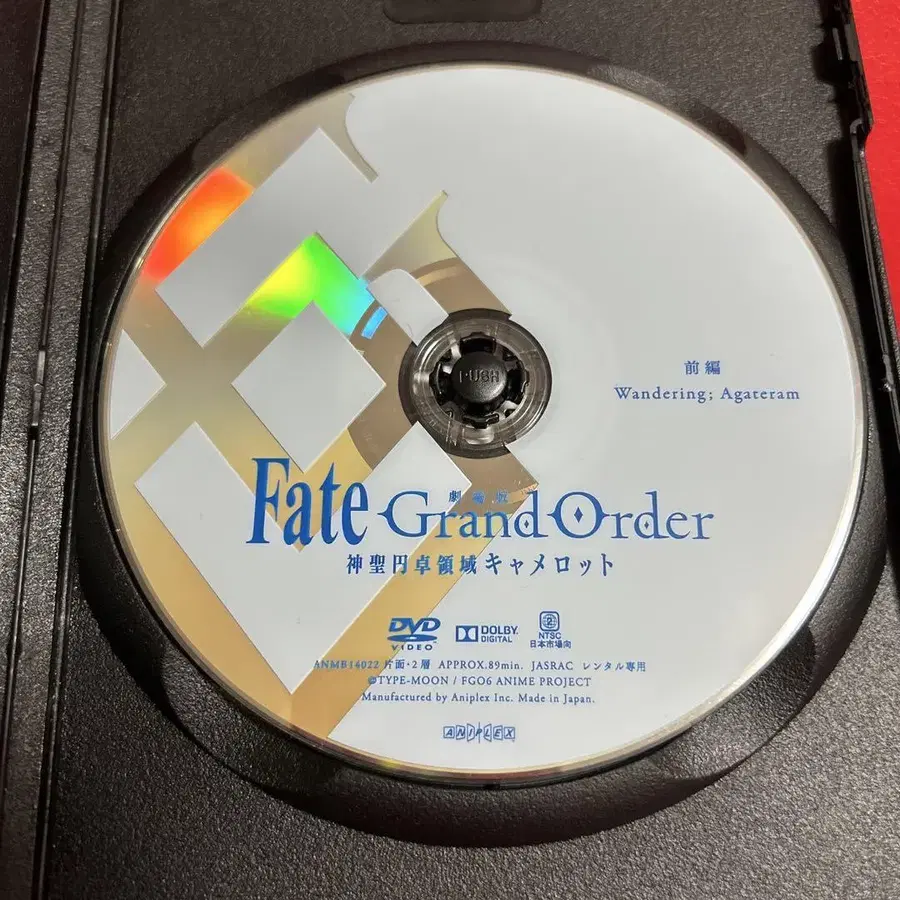 PUSH
前編
Wandering; Agateram
劇場版
Fate Grand Order
神聖円卓領域キャメロット
DVD VIDEO
DOLBY DIGITAL
2 NTSC 日本市場向
ANMB14022 片面・2層 APPROX.89min. JASRAC レンタル専用
©TYPE-MOON / FGO6 ANIME PROJECT
Manufactured by Aniplex Inc. Made in Japan.
ANIPLEX